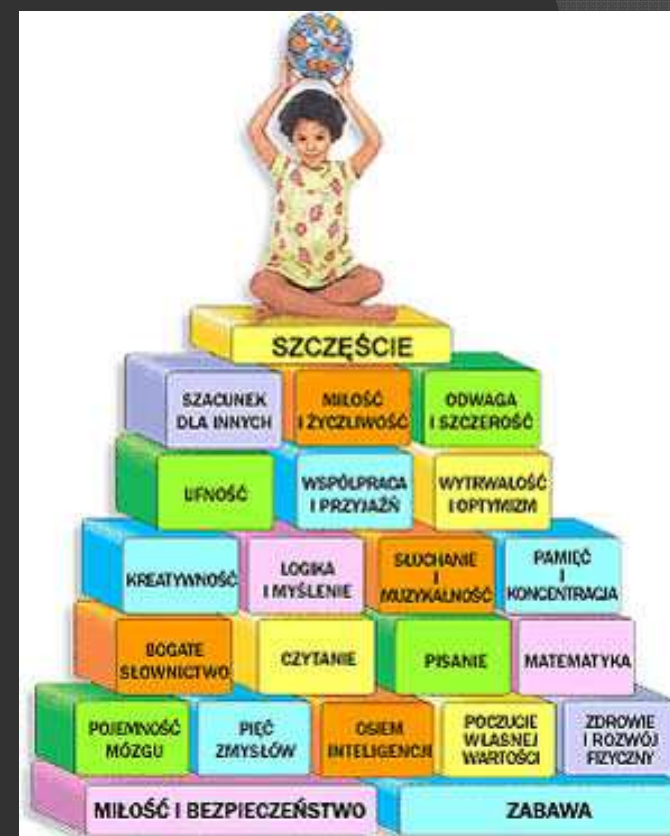 SZCZĘŚCIE
SZACUNEK
DLA INNYCH
MIŁOŚĆ
I ŻYCZLIWOŚĆ
ODWAGA
I SZCZEROŚĆ
UFNOŚĆ
WSPÓŁPRACA
I PRZYJAŹŃ
WYTRWAŁOŚĆ
I OPTYMIZM
KREATYWNOŚĆ
LOGIKA
I MYŚLENIE
SŁUCHANIE
I
MUZYKALNOŚĆ
PAMIĘĆ
I
KONCENTRACJA
BOGATE
SŁOWNICTWO
CZYTANIE
PISANIE
MATEMATYKA
POJEMNOŚĆ
MÓZGU
PIĘĆ
ZMYSŁÓW
OSIEM
INTELIGENCJI
POCZUCIE
WŁASNEJ
WARTOŚCI
ZDROWIE
I ROZWÓJ
FIZYCZNY
MIŁOŚĆ I BEZPIECZEŃSTWO
ZABAWA